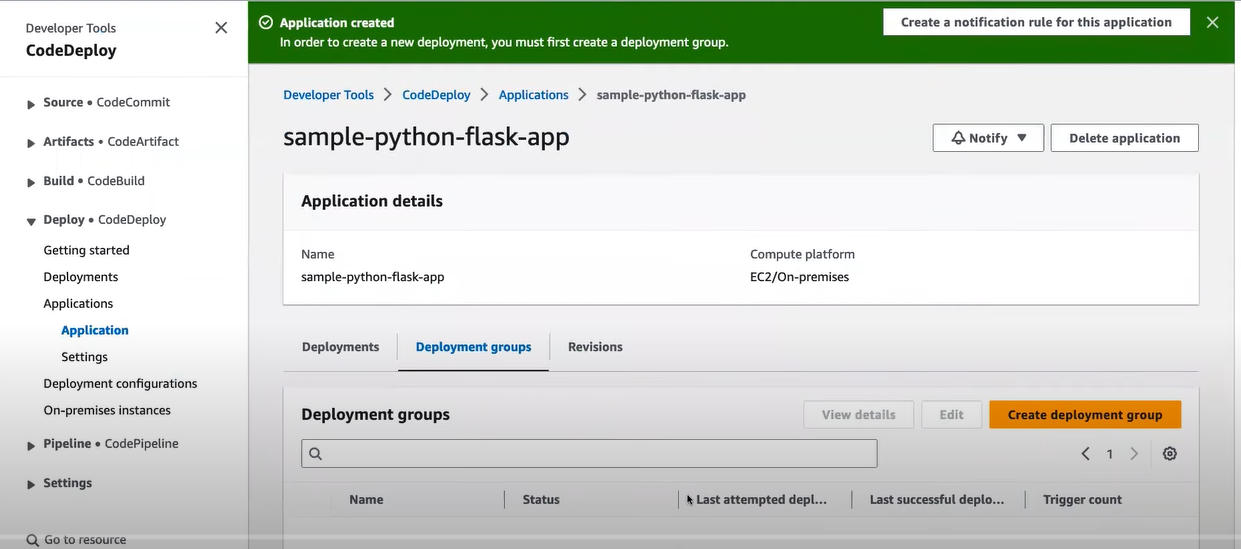 Developer Tools
CodeDeploy
Source • CodeCommit
Artifacts • CodeArtifact
Build • CodeBuild
Deploy • CodeDeploy
Getting started
Deployments
Applications
Application
Settings
Deployment configurations
On-premises instances
Pipeline • CodePipeline
Settings
Go to resource
Application created
In order to create a new deployment, you must first create a deployment group.
Create a notification rule for this application
Developer Tools > CodeDeploy > Applications > sample-python-flask-app
sample-python-flask-app
Notify
Delete application
Application details
Name
sample-python-flask-app
Compute platform
EC2/On-premises
Deployments
Deployment groups
Revisions
Deployment groups
View details
Edit
Create deployment group
1
Name
Status
Last attempted depl...
Last successful deplo...
Trigger count